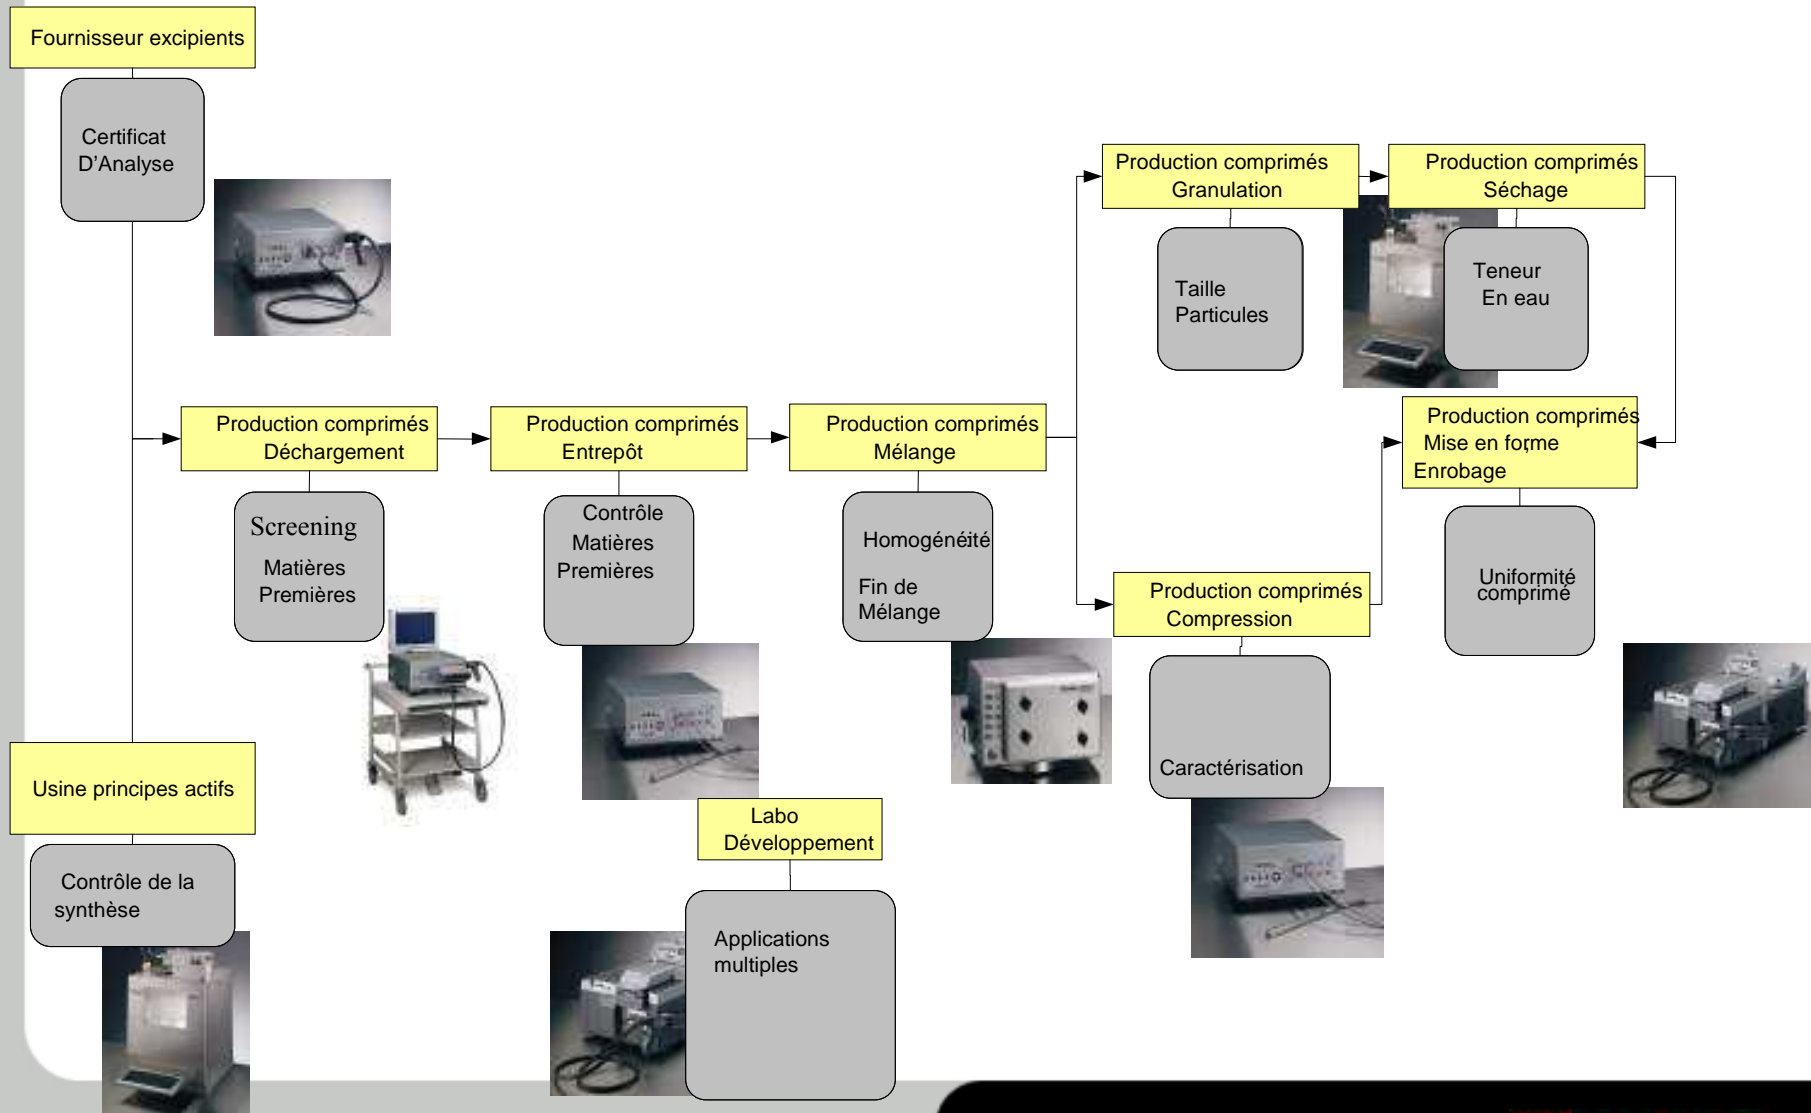 Fournisseur excipients
Certificat
D'Analyse
Production comprimés
Granulation
Production comprimés
Séchage
Taille
Particules
Teneur
En eau
Production comprimés
Déchargement
Production comprimés
Entrepôt
Production comprimés
Mélange
Production comprimés
Mise en forme,
Enrobage
Screening
Matières
Premières
Contrôle
Matières
Premières
Homogénéité
Fin de
Mélange
Production comprimés
Compression
Uniformité
comprimé
Caractérisation
Usine principes actifs
Contrôle de la
synthèse
Labo
Développement
Applications
multiples